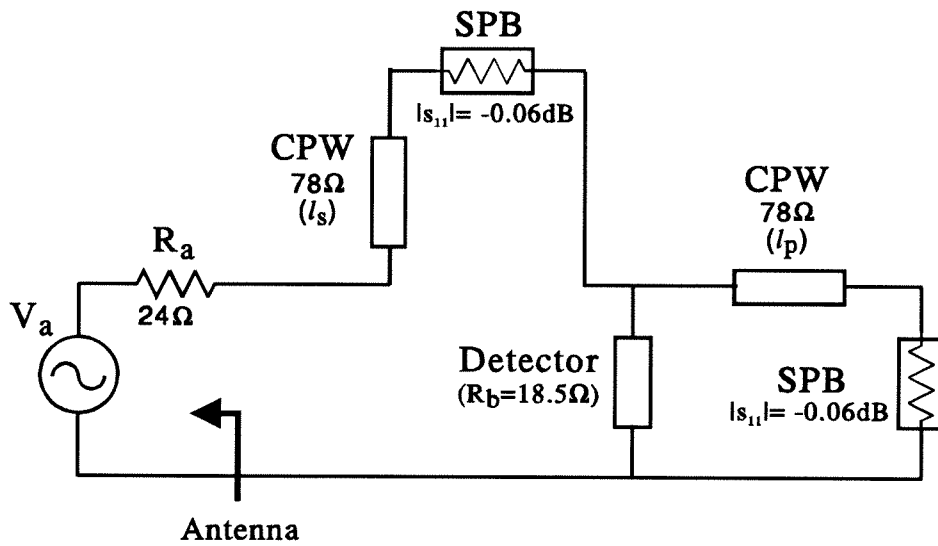 SPB
|s₁₁|= -0.06dB
CPW
78Ω
(lₛ)
Rₐ
24Ω
Vₐ
CPW
78Ω
(lₚ)
Detector
(R_b=18.5Ω)
SPB
|s₁₁|= -0.06dB
Antenna